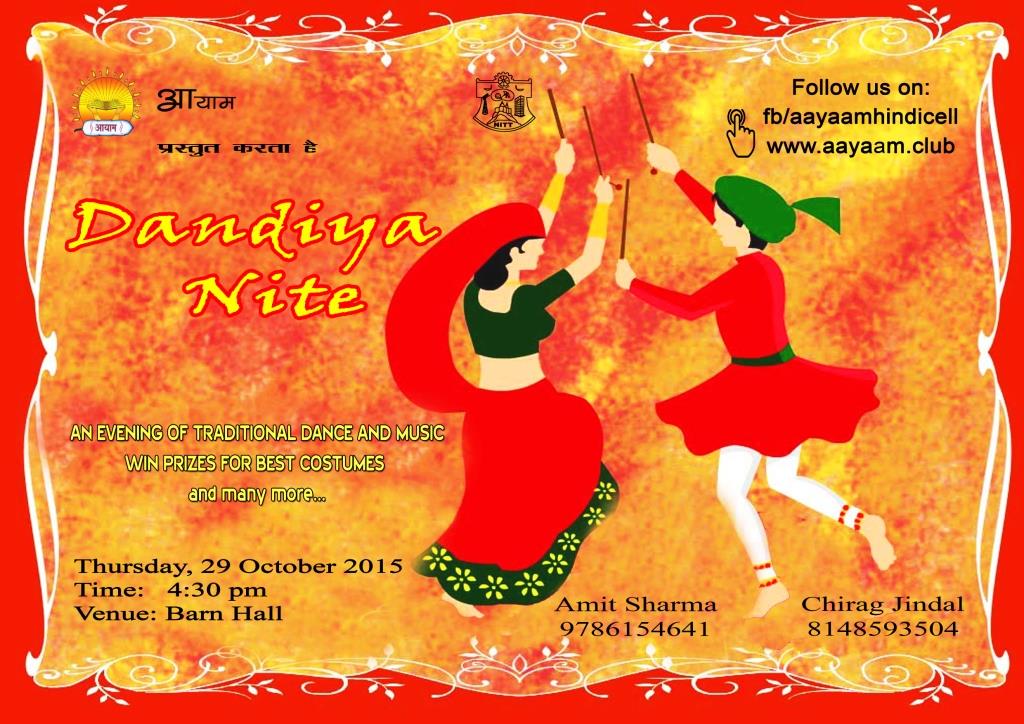 आयाम
आयाम
प्रस्तुत करता है
NITT
Follow us on:
fb/aayaamhindicell
www.aayaam.club
Dandiya
Nite
AN EVENING OF TRADITIONAL DANCE AND MUSIC
WIN PRIZES FOR BEST COSTUMES
and many more...
Thursday, 29 October 2015
Time: 4:30 pm
Venue: Barn Hall
Amit Sharma
9786154641
Chirag Jindal
8148593504